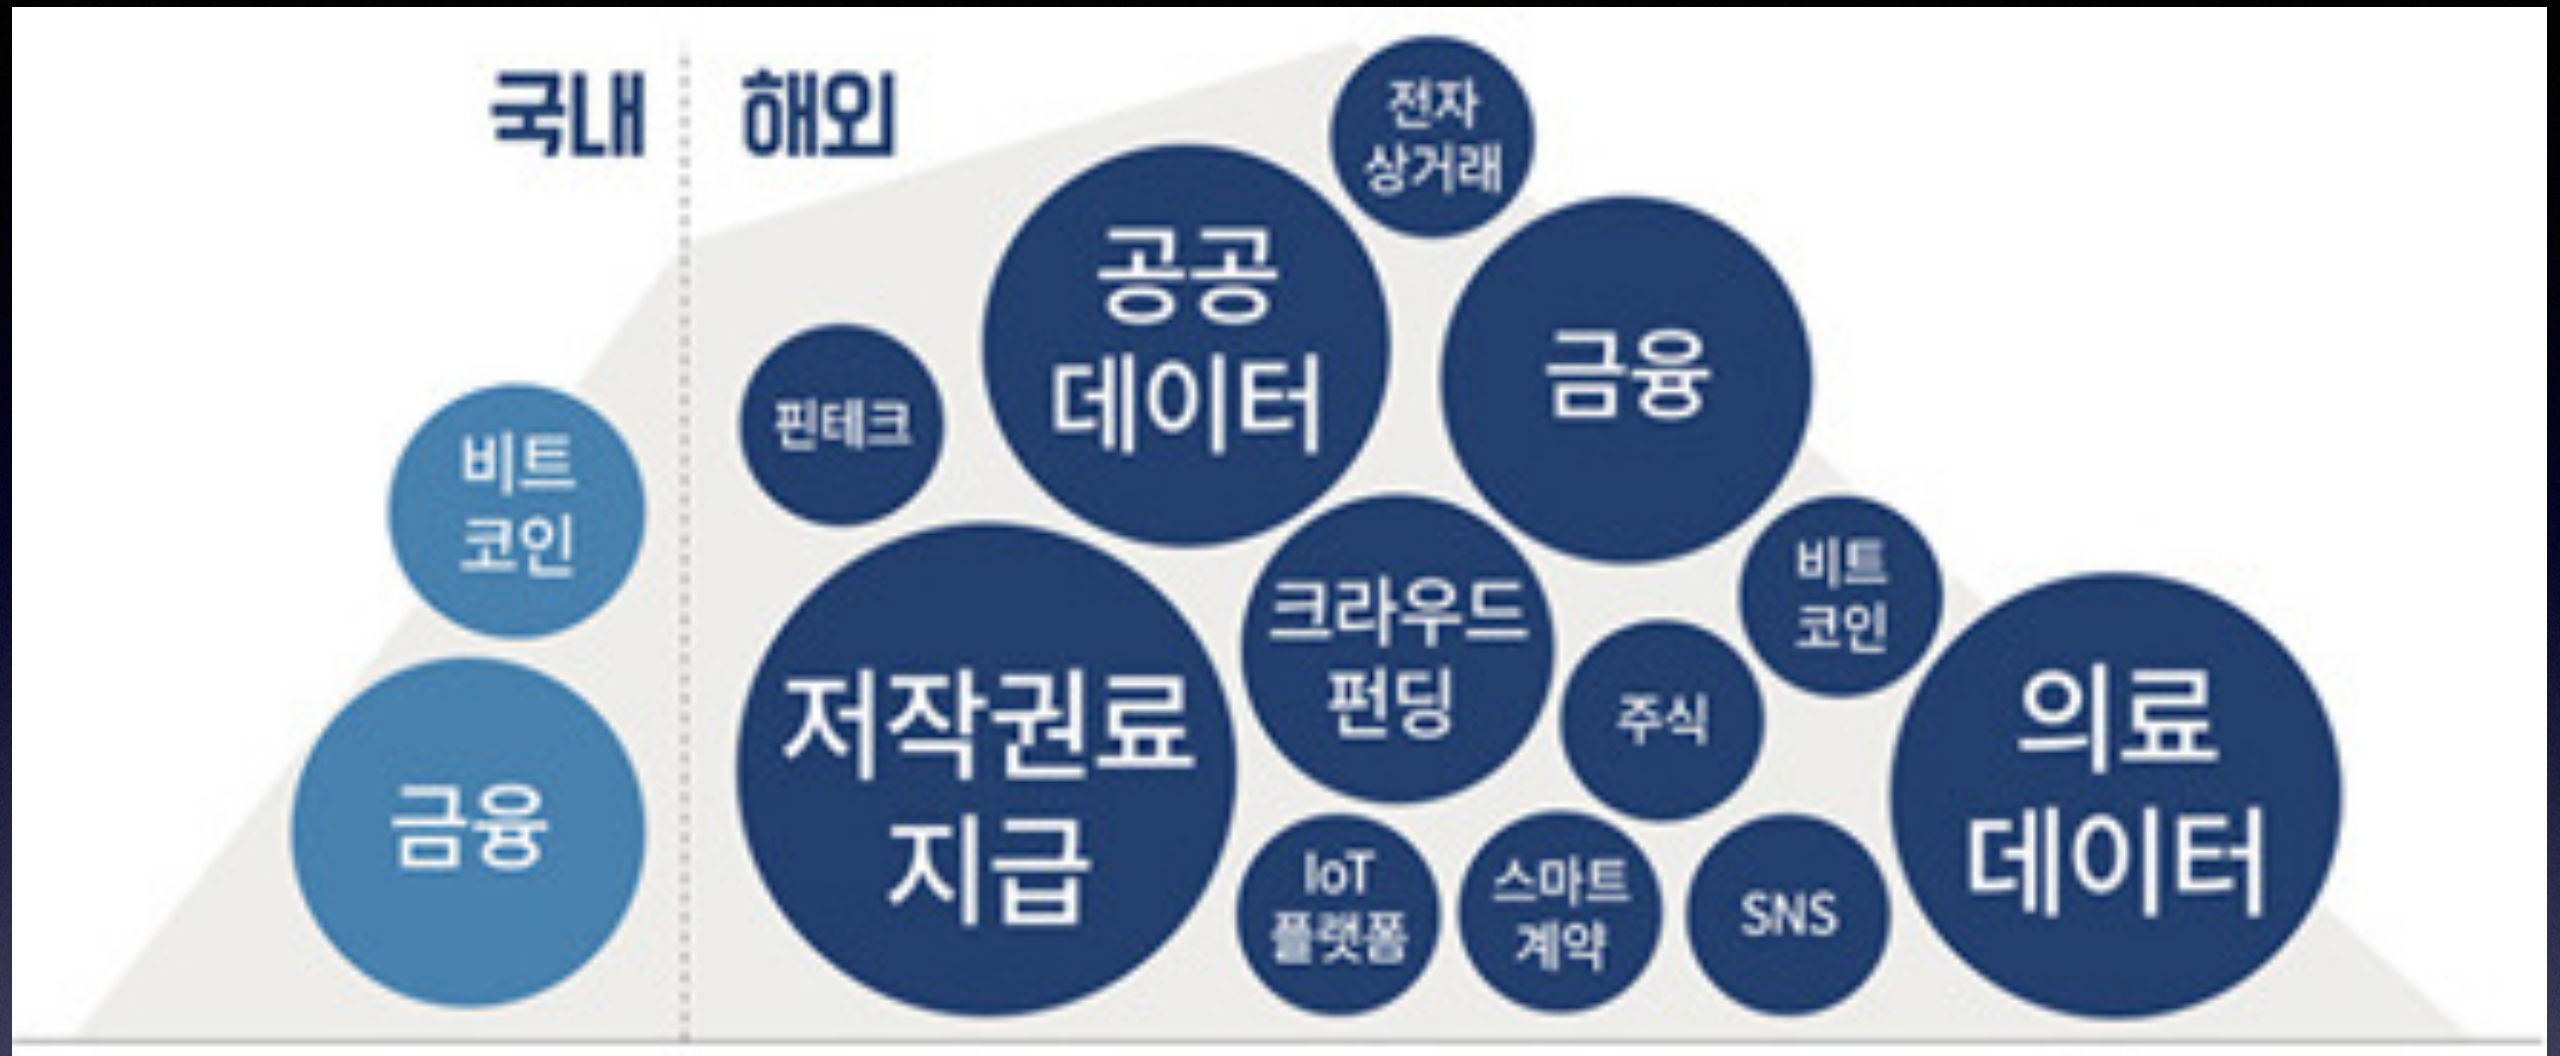 국내
해외
비트
코인
금융
전자
상거래
공공
데이터
금융
핀테크
크라우드
펀딩
비트
코인
저작권료
지급
주식
의료
데이터
IoT
플랫폼
스마트
계약
SNS